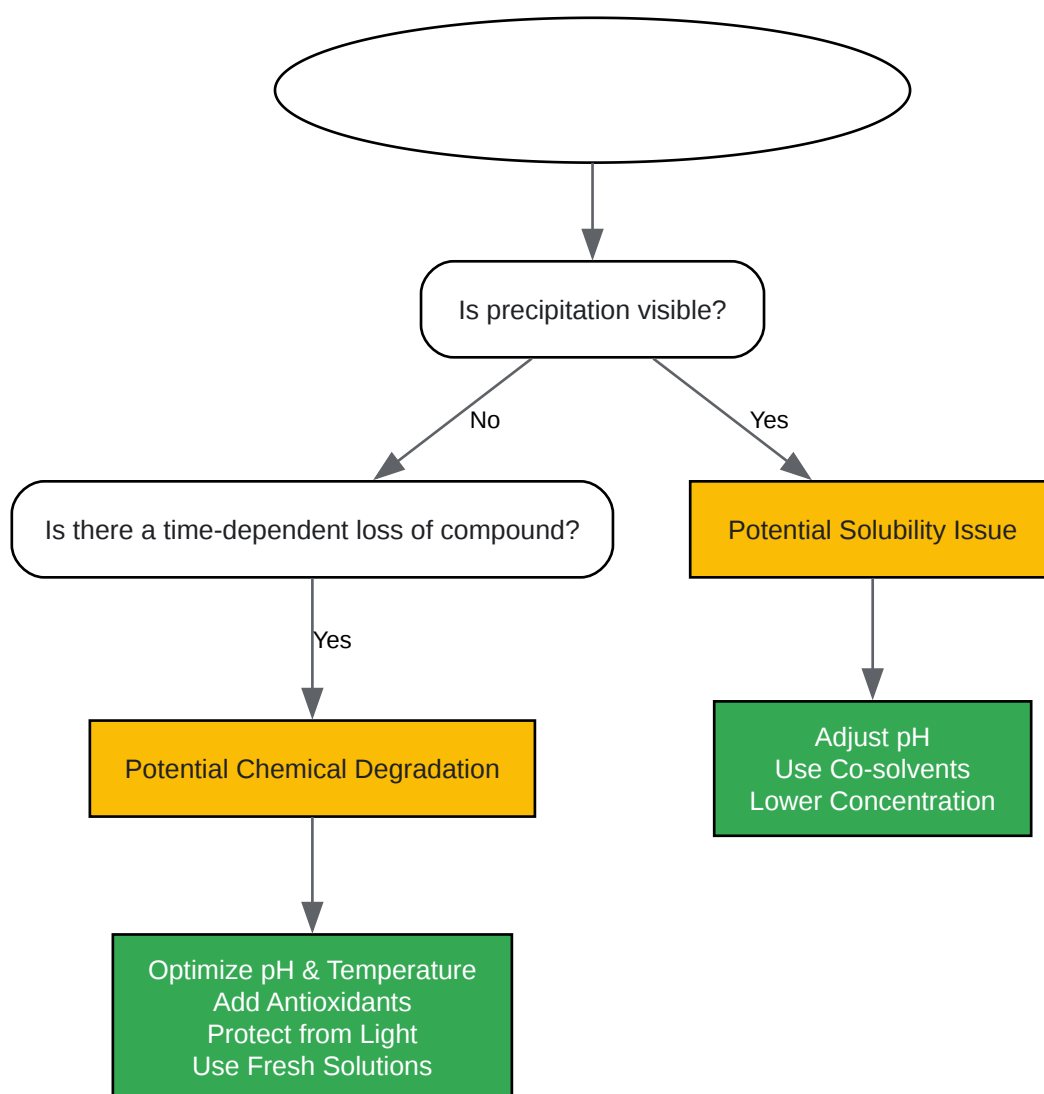 Is precipitation visible?
No
Yes
Is there a time-dependent loss of compound?
Potential Solubility Issue
Yes
Potential Chemical Degradation
Adjust pH
Use Co-solvents
Lower Concentration
Optimize pH & Temperature
Add Antioxidants
Protect from Light
Use Fresh Solutions